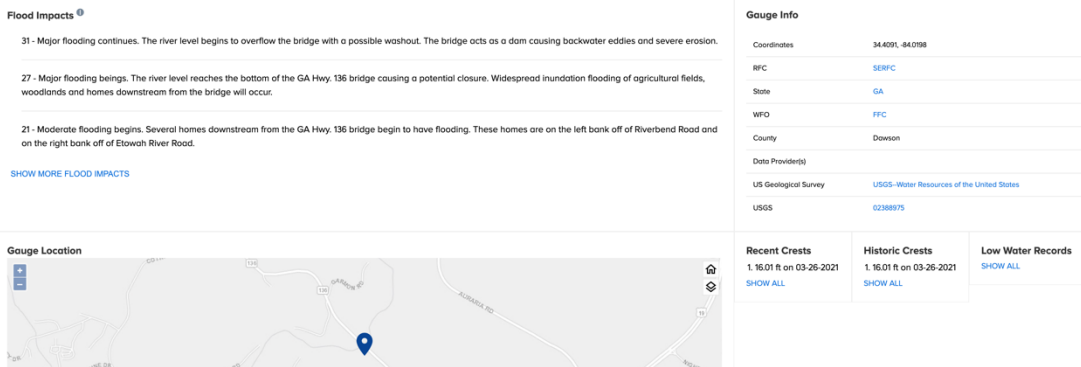 Flood Impacts
31 - Major flooding continues. The river level begins to overflow the bridge with a possible washout. The bridge acts as a dam causing backwater eddies and severe erosion.
27 - Major flooding beings. The river level reaches the bottom of the GA Hwy. 136 bridge causing a potential closure. Widespread inundation flooding of agricultural fields,
woodlands and homes downstream from the bridge will occur.
21 - Moderate flooding begins. Several homes downstream from the GA Hwy. 136 bridge begin to have flooding. These homes are on the left bank off of Riverbend Road and
on the right bank off of Etowah River Road.
SHOW MORE FLOOD IMPACTS
Gauge Info
Coordinates 34.4091, -84.0198
RFC SERFC
State GA
WFO FFC
County Dawson
Data Provider(s)
US Geological Survey USGS--Water Resources of the United States
USGS 02388975
Gauge Location
+
−
136
136
AURARIA RD
10
Recent Crests
1. 16.01 ft on 03-26-2021
SHOW ALL
Historic Crests
1. 16.01 ft on 03-26-2021
SHOW ALL
Low Water Records
SHOW ALL